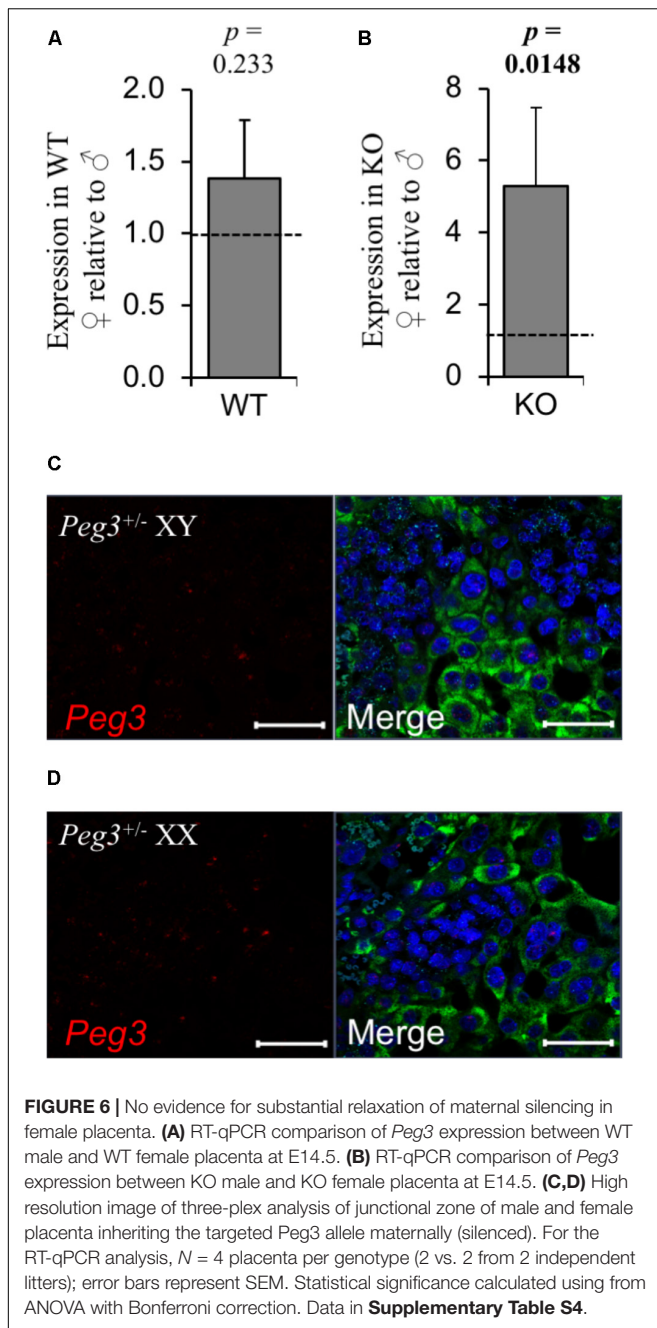 A
p =
0.233
Expression in WT
♀ relative to ♂
2.0
1.5
1.0
0.5
0.0
WT
B
p =
0.0148
Expression in KO
♀ relative to ♂
8
6
4
2
0
KO
C
Peg3+/- XY
Peg3
Merge
D
Peg3+/- XX
Peg3
Merge
FIGURE 6 | No evidence for substantial relaxation of maternal silencing in
female placenta. (A) RT-qPCR comparison of Peg3 expression between WT
male and WT female placenta at E14.5. (B) RT-qPCR comparison of Peg3
expression between KO male and KO female placenta at E14.5. (C,D) High
resolution image of three-plex analysis of junctional zone of male and female
placenta inheriting the targeted Peg3 allele maternally (silenced). For the
RT-qPCR analysis, N = 4 placenta per genotype (2 vs. 2 from 2 independent
litters); error bars represent SEM. Statistical significance calculated using from
ANOVA with Bonferroni correction. Data in Supplementary Table S4.